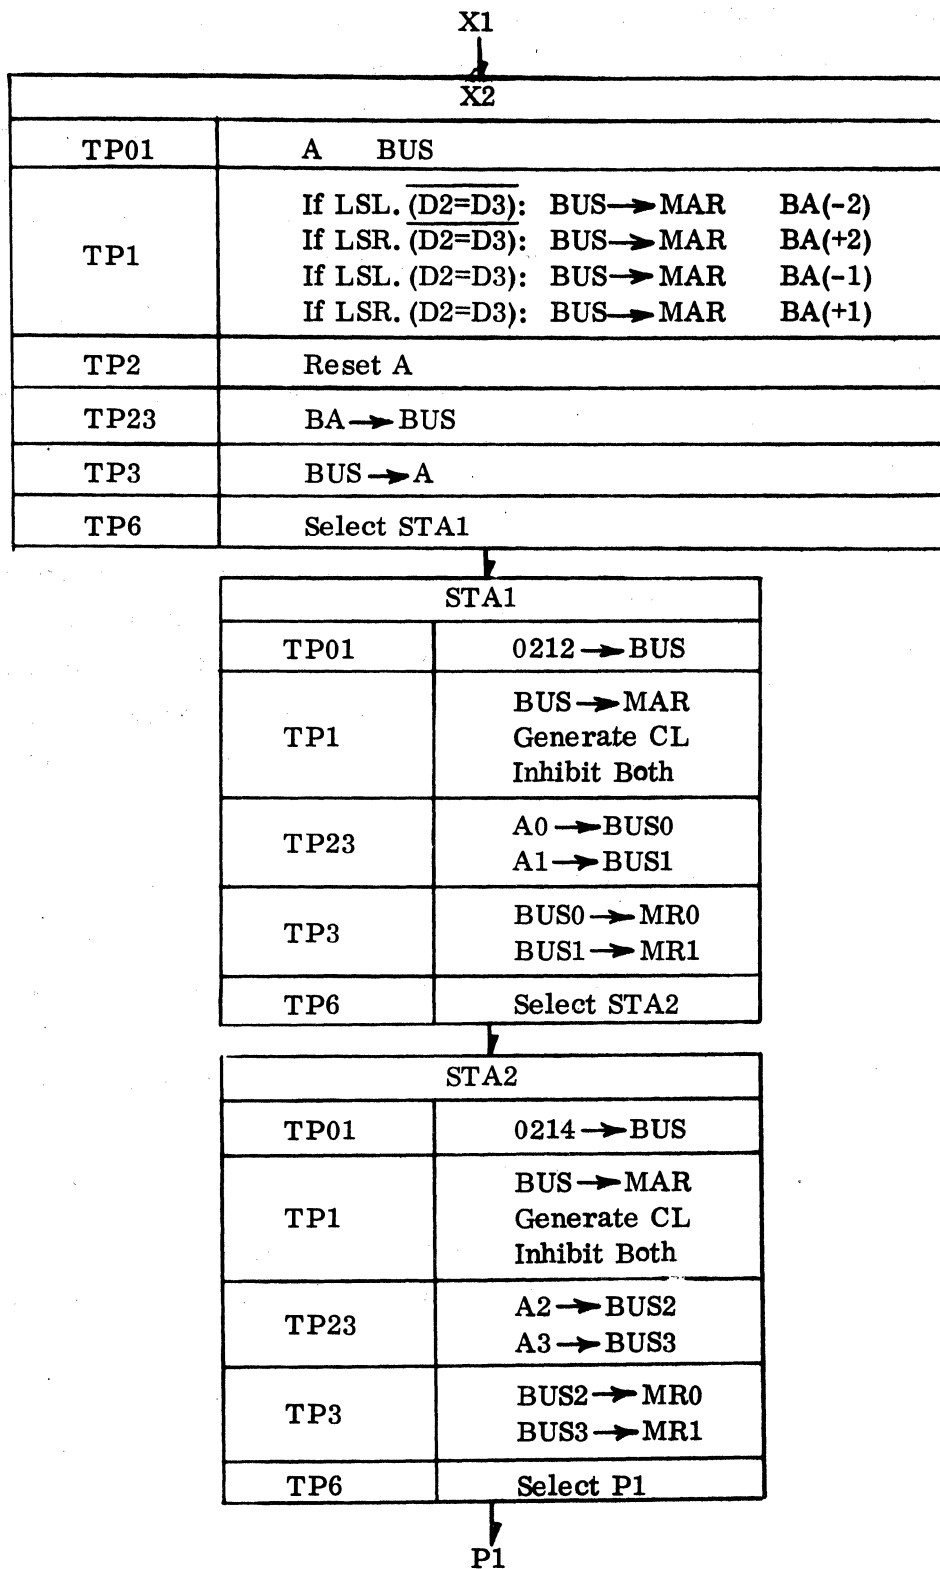 X1
X2
TP01 A BUS
TP1
If LSL. (D2=D3): BUS→MAR BA(-2)
If LSR. (D2=D3): BUS→MAR BA(+2)
If LSL. (D2=D3): BUS→MAR BA(-1)
If LSR. (D2=D3): BUS→MAR BA(+1)
TP2 Reset A
TP23 BA→BUS
TP3 BUS→A
TP6 Select STA1
STA1
TP01 0212→BUS
TP1
BUS→MAR
Generate CL
Inhibit Both
TP23
A0→BUS0
A1→BUS1
TP3
BUS0→MR0
BUS1→MR1
TP6 Select STA2
STA2
TP01 0214→BUS
TP1
BUS→MAR
Generate CL
Inhibit Both
TP23
A2→BUS2
A3→BUS3
TP3
BUS2→MR0
BUS3→MR1
TP6 Select P1
P1